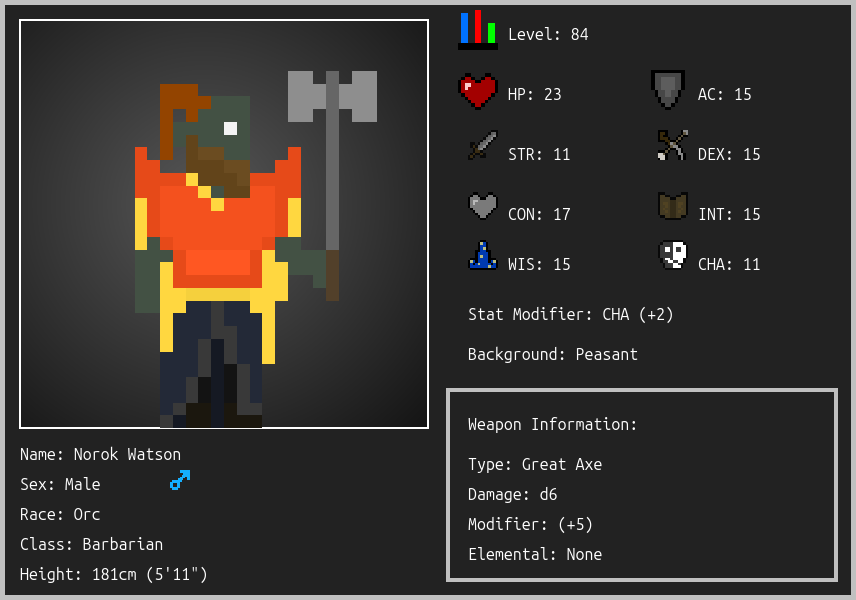 Level: 84
HP: 23
AC: 15
STR: 11
DEX: 15
CON: 17
INT: 15
WIS: 15
CHA: 11
Stat Modifier: CHA (+2)
Background: Peasant
Weapon Information:
Type: Great Axe
Damage: d6
Modifier: (+5)
Elemental: None
Name: Norok Watson
Sex: Male
Race: Orc
Class: Barbarian
Height: 181cm (5'11")